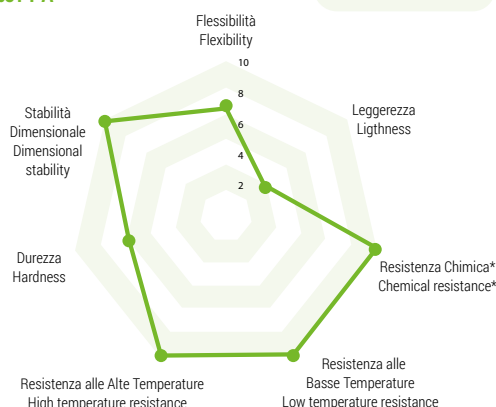 Flessibilità
Flexibility
10
8
6
4
2
Leggerezza
Ligthness
Stabilità
Dimensionale
Dimensional
stability
Durezza
Hardness
Resistenza Chimica*
Chemical resistance*
Resistenza alle
Basse Temperature
Low temperature resistance
Resistenza alle Alte Temperature
High temperature resistance